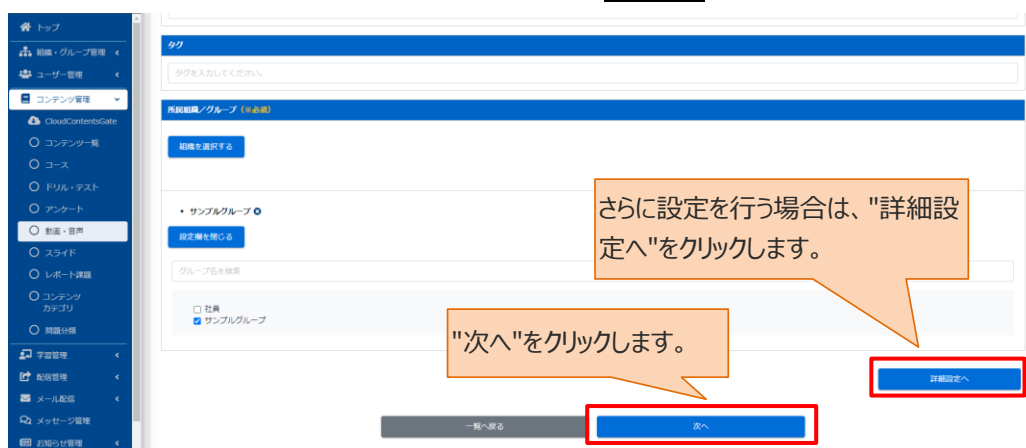 トップ
組織・グループ管理
ユーザー管理
コンテンツ管理
CloudContentsGate
コンテンツ一覧
コース
ドリル・テスト
アンケート
動画・音声
スライド
レポート課題
コンテンツ
カテゴリ
問題分類
学習管理
配信管理
メール配信
メッセージ管理
お知らせ管理
タグ
タグを入力してください。
所属組織/グループ (※必須)
組織を選択する
・ サンプルグループ
設定欄を閉じる
グループ名を検索
社員
サンプルグループ
さらに設定を行う場合は、"詳細設
定へ"をクリックします。
"次へ"をクリックします。
詳細設定へ
一覧へ戻る
次へ